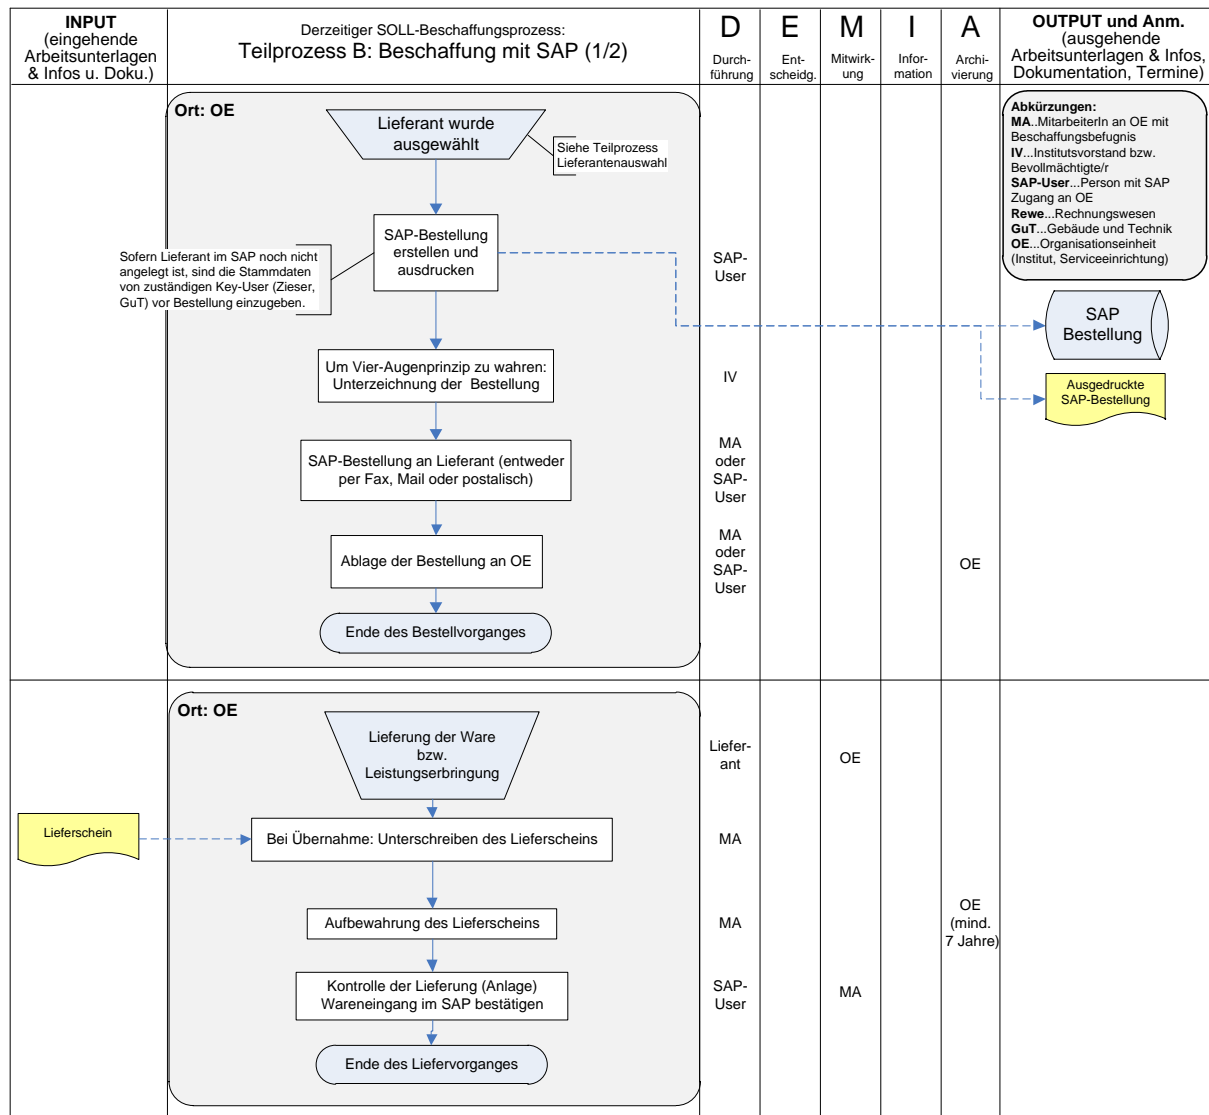 INPUT
(eingehende
Arbeitsunterlagen
& Infos u. Doku.)
Derzeitiger SOLL-Beschaffungsprozess:
Teilprozess B: Beschaffung mit SAP (1/2)
D
Durch-
führung
E
Ent-
scheidg.
M
Mitwirk-
ung
I
Infor-
mation
A
Archi-
vierung
OUTPUT und Anm.
(ausgehende
Arbeitsunterlagen & Infos,
Dokumentation, Termine)
Ort: OE
Lieferant wurde
ausgewählt
Siehe Teilprozess
Lieferantenauswahl
Abkürzungen:
MA..MitarbeiterIn an OE mit
Beschaffungsbefugnis
IV...Institutsvorstand bzw.
Bevollmächtigte/r
SAP-User...Person mit SAP
Zugang an OE
Rewe...Rechnungswesen
GuT...Gebäude und Technik
OE...Organisationseinheit
(Institut, Serviceeinrichtung)
SAP-Bestellung
erstellen und
ausdrucken
Sofern Lieferant im SAP noch nicht
angelegt ist, sind die Stammdaten
von zuständigen Key-User (Zieser,
GuT) vor Bestellung einzugeben.
SAP-
User
SAP
Bestellung
Um Vier-Augenprinzip zu wahren:
Unterzeichnung der Bestellung
IV
Ausgedruckte
SAP-Bestellung
SAP-Bestellung an Lieferant (entweder
per Fax, Mail oder postalisch)
MA
oder
SAP-
User
Ablage der Bestellung an OE
MA
oder
SAP-
User
OE
Ende des Bestellvorganges
Ort: OE
Lieferung der Ware
bzw.
Leistungserbringung
Liefer-
ant
OE
Lieferschein
Bei Übernahme: Unterschreiben des Lieferscheins
MA
Aufbewahrung des Lieferscheins
MA
OE
(mind.
7 Jahre)
Kontrolle der Lieferung (Anlage)
Wareneingang im SAP bestätigen
SAP-
User
MA
Ende des Liefervorganges